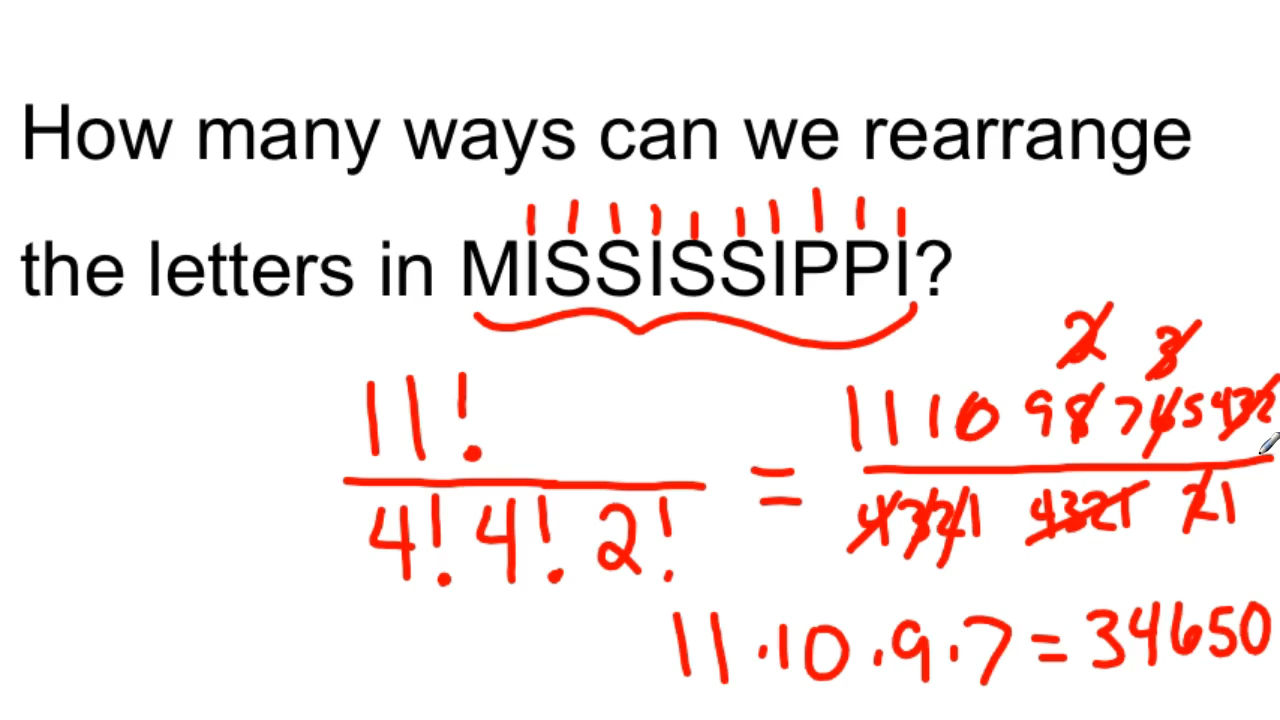 How many ways can we rearrange
the letters in MISSISSIPPI?
2 3
11! / 4! 4! 2! = 11 10 9 8 7 6 5 4 3 2 / 4 3 2 1 4 3 2 1 2 1
11·10·9·7=34650